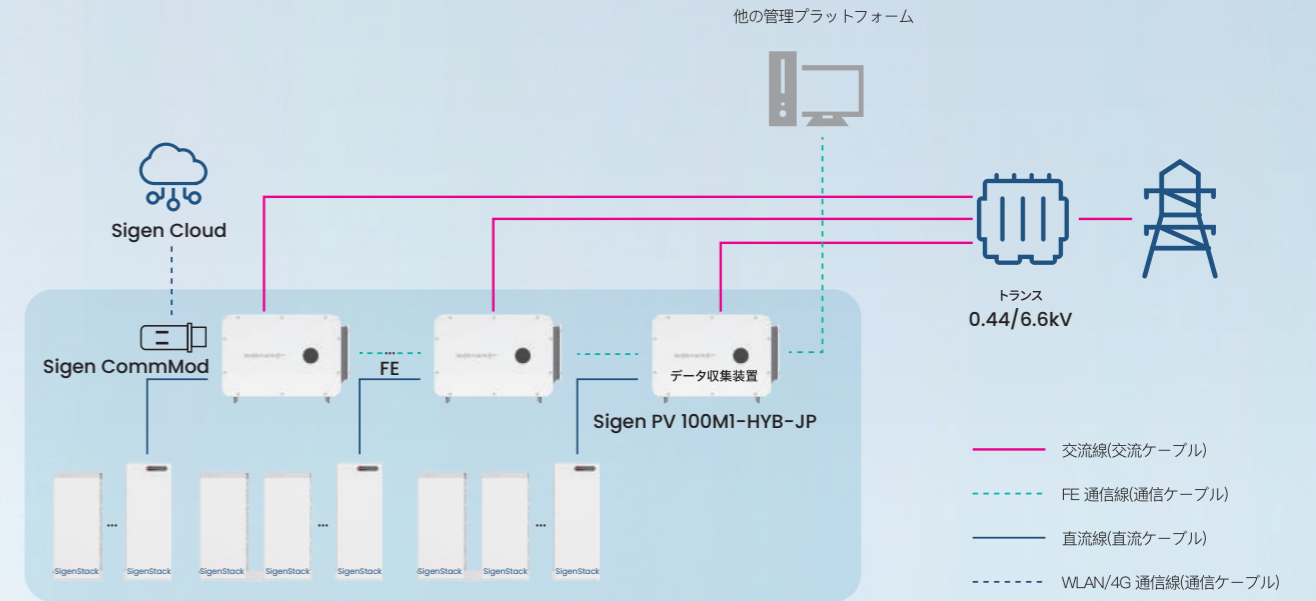 他の管理プラットフォーム
Sigen Cloud
トランス
0.44/6.6kV
Sigen CommMod
FE
データ収集装置
Sigen PV 100M1-HYB-JP
交流線(交流ケーブル)
FE 通信線(通信ケーブル)
直流線(直流ケーブル)
WLAN/4G 通信線(通信ケーブル)
SigenStack
SigenStack
SigenStack
SigenStack
SigenStack
SigenStack
SigenStack
SigenStack